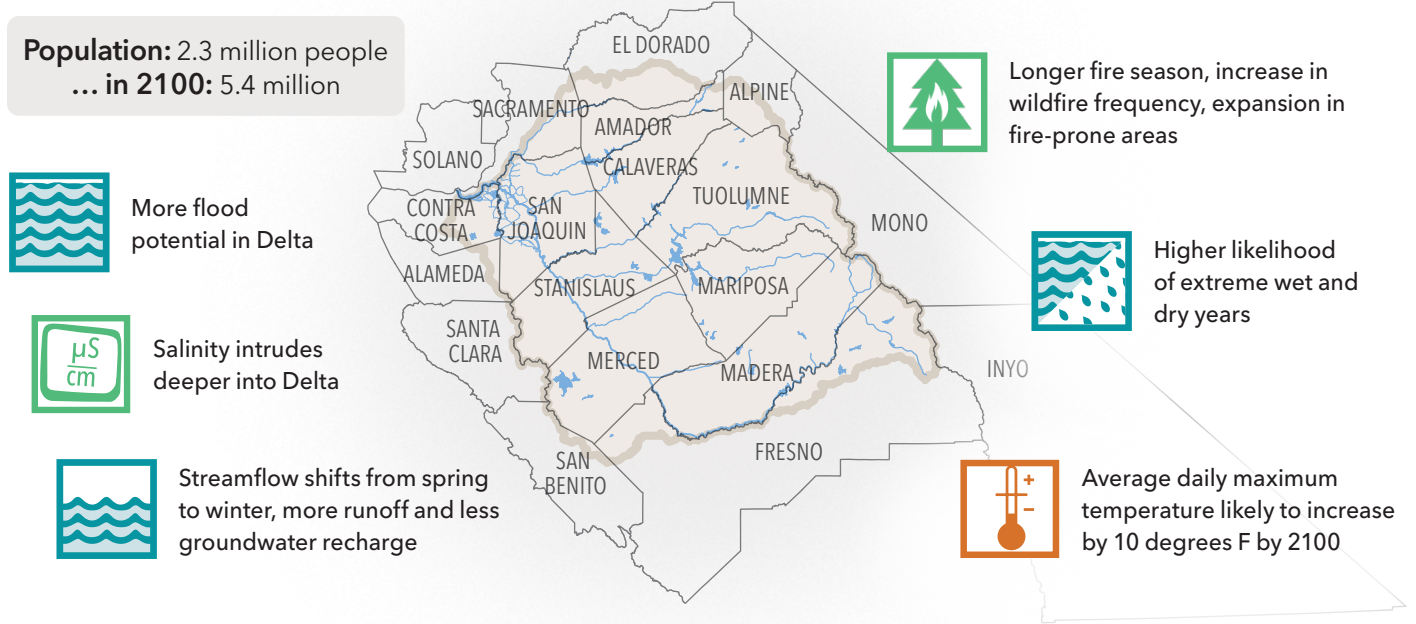 Population: 2.3 million people
... in 2100: 5.4 million
More flood
potential in Delta
µS
cm
Salinity intrudes
deeper into Delta
Streamflow shifts from spring
to winter, more runoff and less
groundwater recharge
EL DORADO
SACRAMENTO
ALPINE
AMADOR
SOLANO
CALAVERAS
TUOLUMNE
CONTRA
COSTA
SAN
JOAQUIN
MONO
ALAMEDA
STANISLAUS
MARIPOSA
SANTA
CLARA
MERCED
MADERA
INYO
FRESNO
SAN
BENITO
Longer fire season, increase in
wildfire frequency, expansion in
fire-prone areas
Higher likelihood
of extreme wet and
dry years
+
−
Average daily maximum
temperature likely to increase
by 10 degrees F by 2100